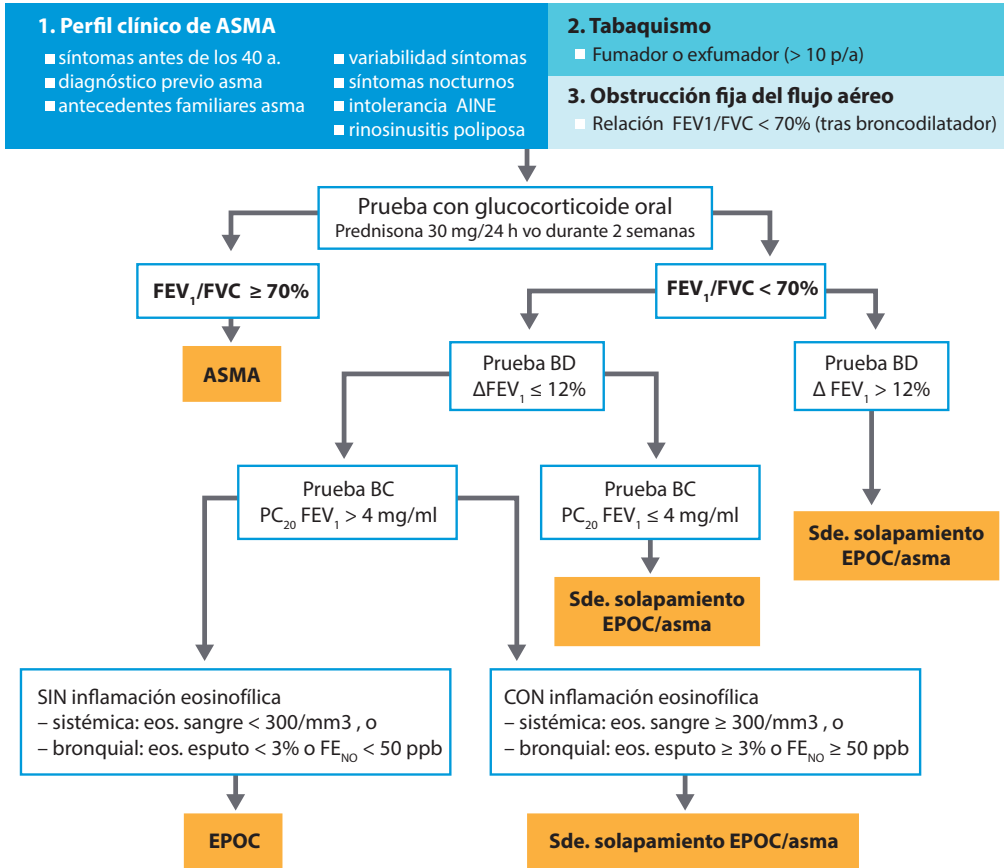 1. Perfil clínico de ASMA
síntomas antes de los 40 a.
diagnóstico previo asma
antecedentes familiares asma
variabilidad síntomas
síntomas nocturnos
intolerancia AINE
rinosinusitis poliposa
2. Tabaquismo
Fumador o exfumador (> 10 p/a)
3. Obstrucción fija del flujo aéreo
Relación FEV1/FVC < 70% (tras broncodilatador)
Prueba con glucocorticoide oral
Prednisona 30 mg/24 h vo durante 2 semanas
FEV₁/FVC ≥ 70%
FEV₁/FVC < 70%
ASMA
Prueba BD
ΔFEV₁ ≤ 12%
Prueba BD
Δ FEV₁ > 12%
Prueba BC
PC₂₀ FEV₁ > 4 mg/ml
Prueba BC
PC₂₀ FEV₁ ≤ 4 mg/ml
Sde. solapamiento
EPOC/asma
Sde. solapamiento
EPOC/asma
SIN inflamación eosinofílica
– sistémica: eos. sangre < 300/mm3 , o
– bronquial: eos. esputo < 3% o FE_NO < 50 ppb
CON inflamación eosinofílica
– sistémica: eos. sangre ≥ 300/mm3 , o
– bronquial: eos. esputo ≥ 3% o FE_NO ≥ 50 ppb
EPOC
Sde. solapamiento EPOC/asma